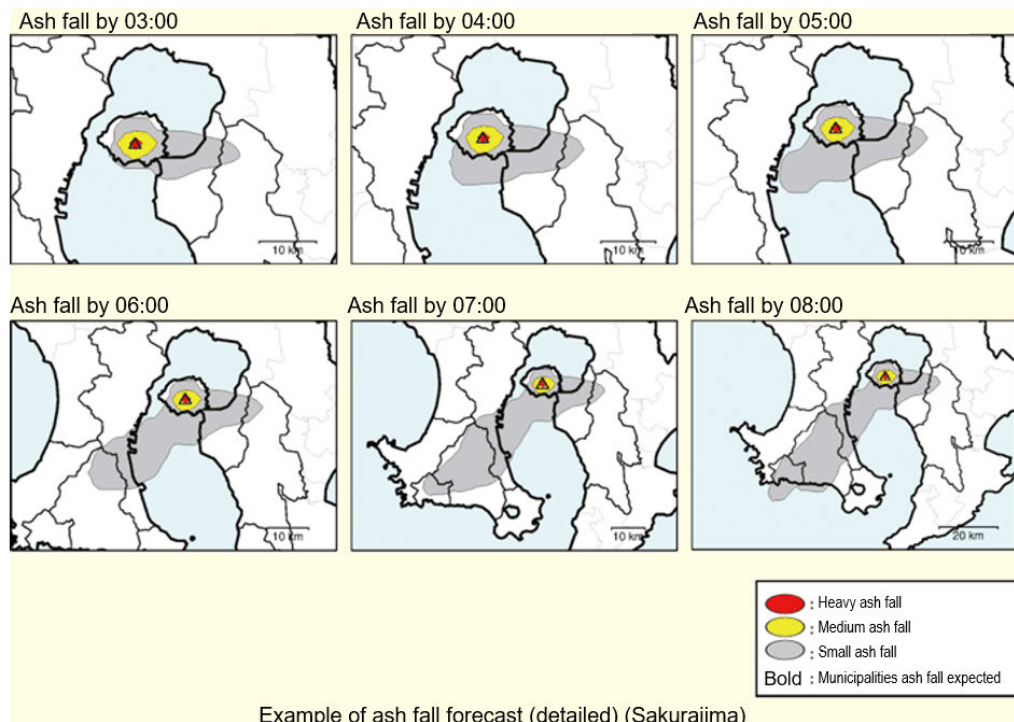 Ash fall by 03:00
Ash fall by 04:00
Ash fall by 05:00
10 km
10 km
10 km
Ash fall by 06:00
Ash fall by 07:00
Ash fall by 08:00
10 km
10 km
20 km
: Heavy ash fall
: Medium ash fall
: Small ash fall
Bold : Municipalities ash fall expected
Example of ash fall forecast (detailed) (Sakurajima)